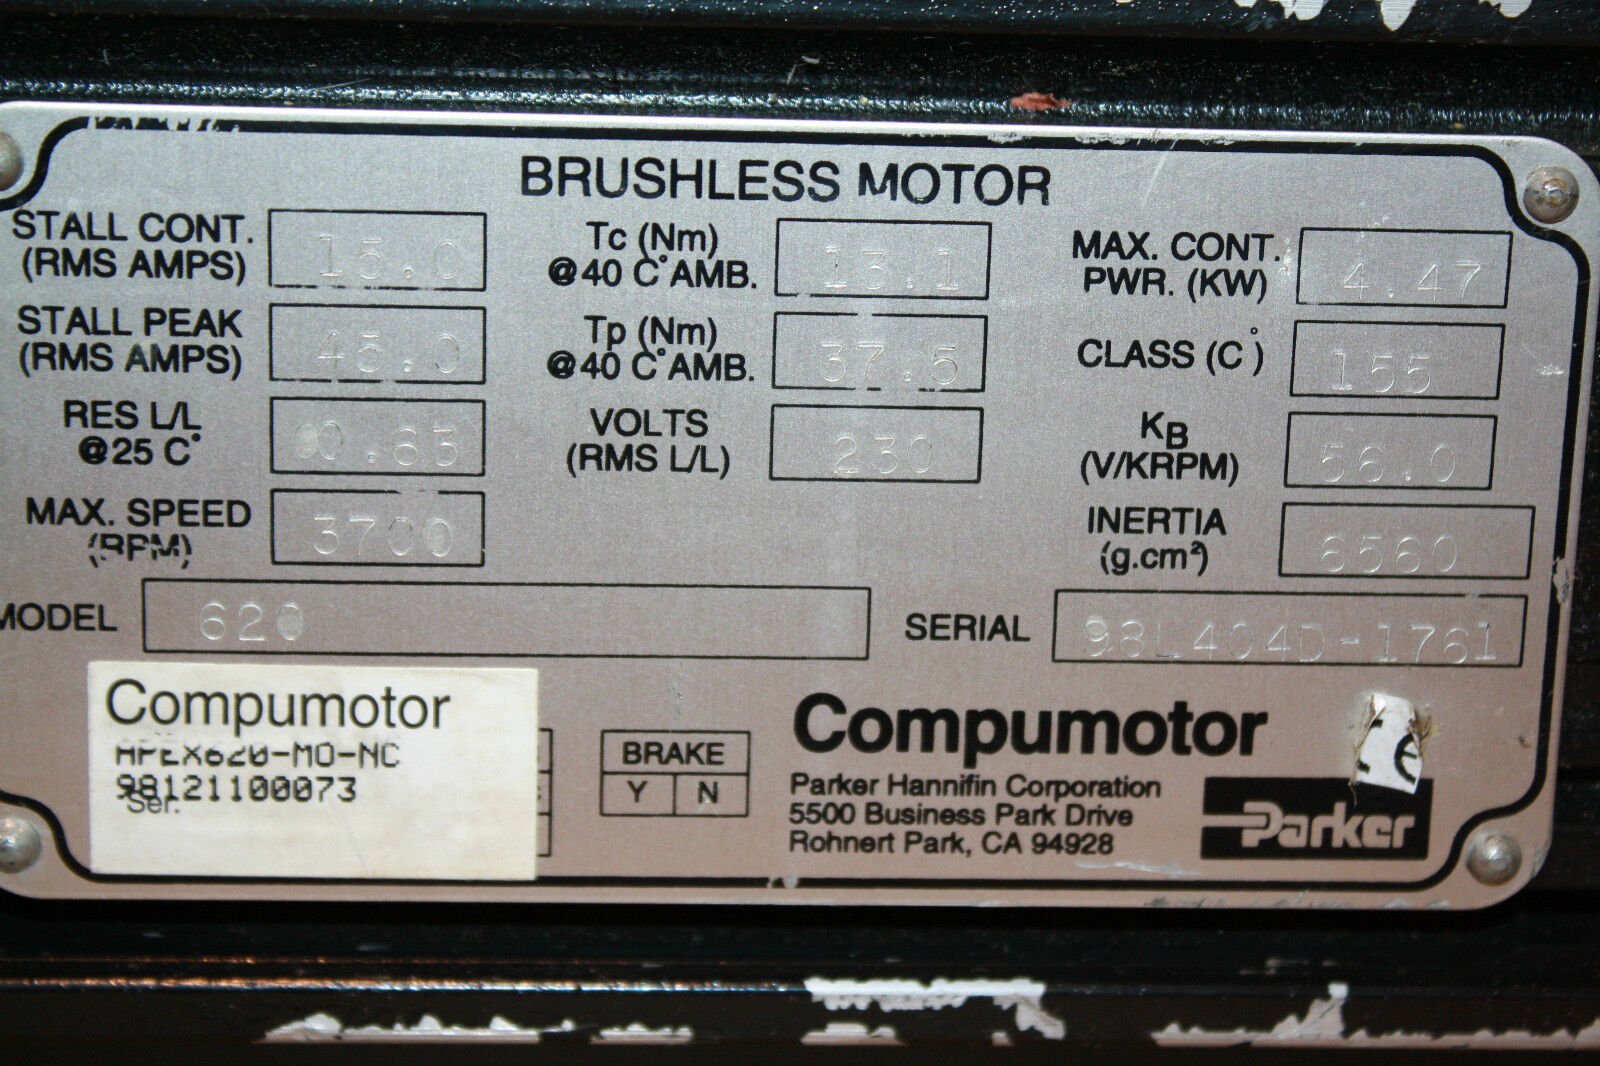 BRUSHLESS MOTOR
STALL CONT. (RMS AMPS) 15.0
Tc (Nm) @ 40 C° AMB. 13.1
MAX. CONT. PWR. (KW) 4.47
STALL PEAK (RMS AMPS) 45.0
Tp (Nm) @ 40 C° AMB. 37.5
CLASS (C°) 155
RES L/L @ 25 C° 0.63
VOLTS (RMS L/L) 230
KB (V/KRPM) 56.0
MAX. SPEED (RPM) 3700
INERTIA (g.cm²) 6560
MODEL 620
SERIAL 98L404D-1761
Compumotor
APEX620-MO-NC
98121100073
Ser.
BRAKE
Y N
Compumotor
Parker Hannifin Corporation
5500 Business Park Drive
Rohnert Park, CA 94928
CE
Parker